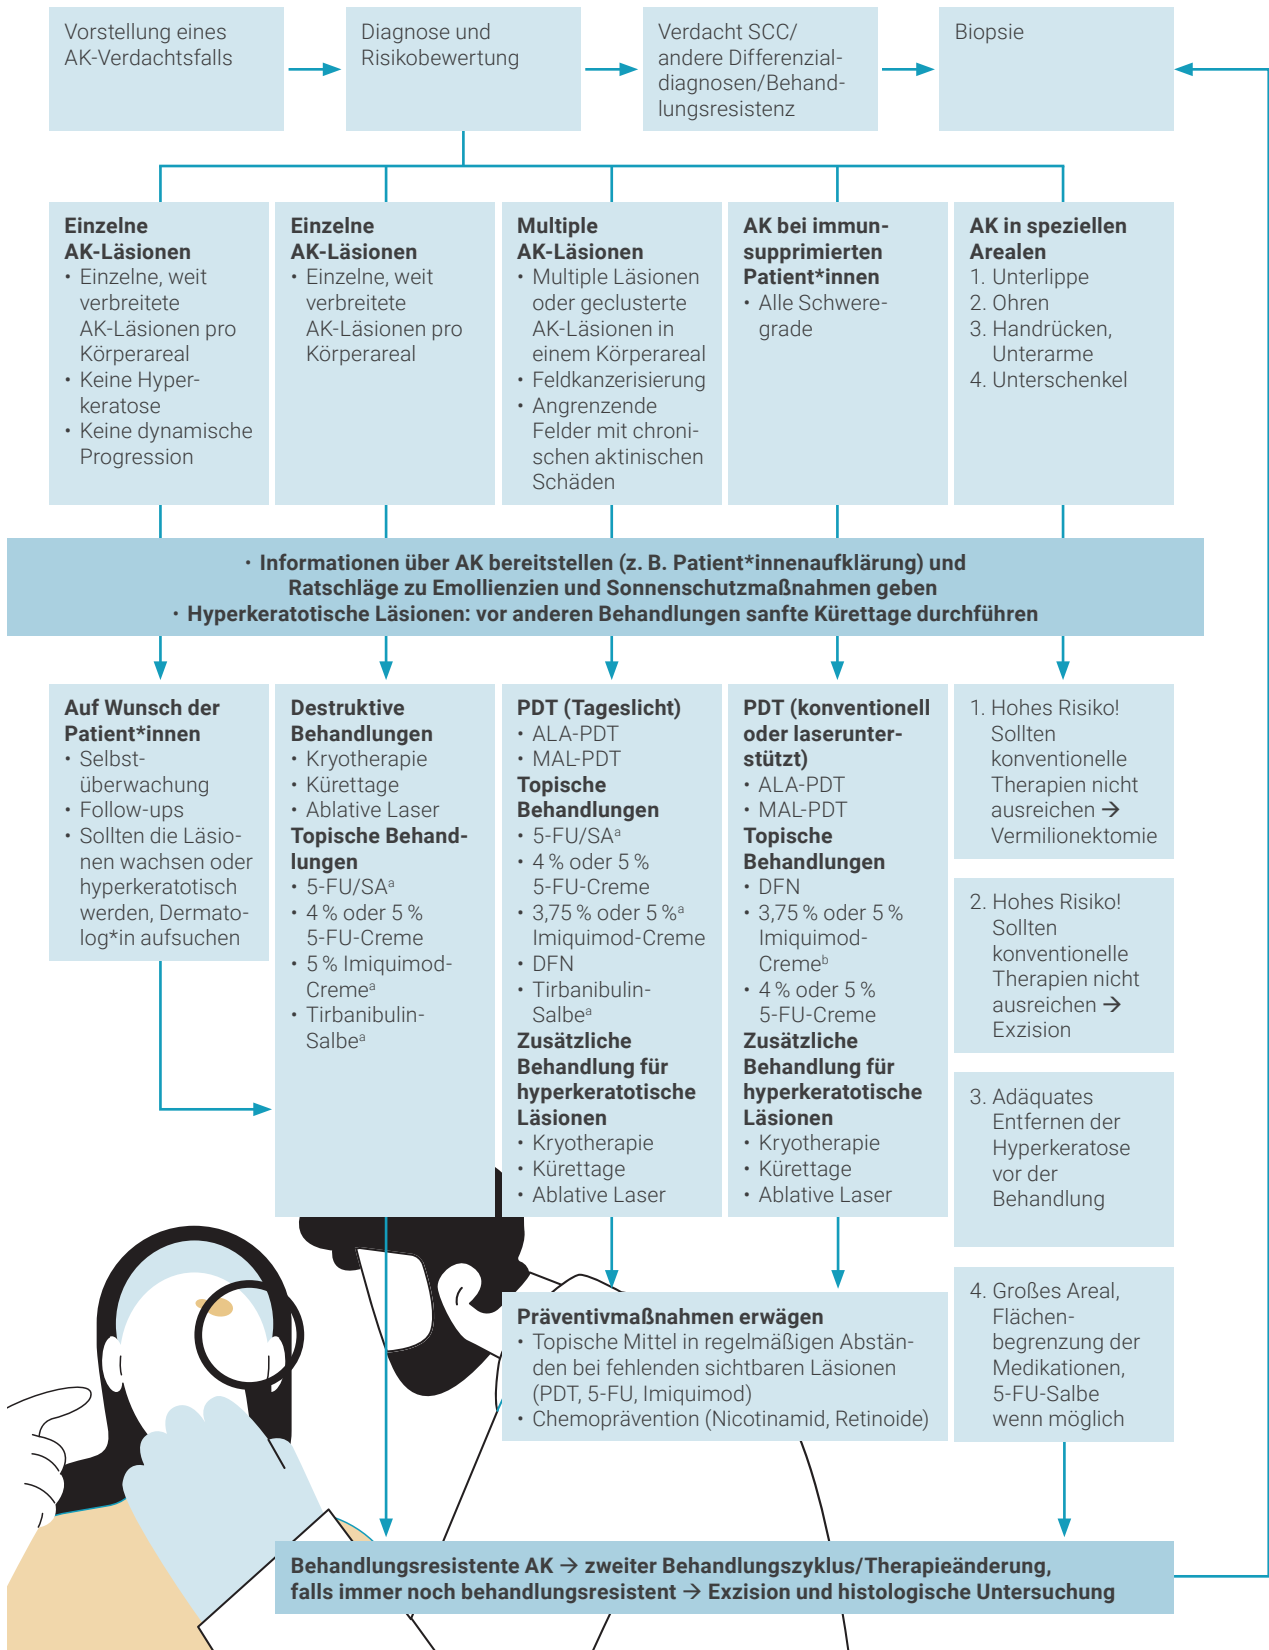 Vorstellung eines
AK-Verdachtsfalls
Diagnose und
Risikobewertung
Verdacht SCC/
andere Differenzial-
diagnosen/Behand-
lungsresistenz
Biopsie
Einzelne
AK-Läsionen
• Einzelne, weit
verbreitete
AK-Läsionen pro
Körperareal
• Keine Hyper-
keratose
• Keine dynamische
Progression
Einzelne
AK-Läsionen
• Einzelne, weit
verbreitete
AK-Läsionen pro
Körperareal
Multiple
AK-Läsionen
• Multiple Läsionen
oder geclusterte
AK-Läsionen in
einem Körperareal
• Feldkanzerisierung
• Angrenzende
Felder mit chroni-
schen aktinischen
Schäden
AK bei immun-
supprimierten
Patient*innen
• Alle Schwere-
grade
AK in speziellen
Arealen
1. Unterlippe
2. Ohren
3. Handrücken,
Unterarme
4. Unterschenkel
• Informationen über AK bereitstellen (z. B. Patient*innenaufklärung) und
Ratschläge zu Emollienzien und Sonnenschutzmaßnahmen geben
• Hyperkeratotische Läsionen: vor anderen Behandlungen sanfte Kürettage durchführen
Auf Wunsch der
Patient*innen
• Selbst-
überwachung
• Follow-ups
• Sollten die Läsio-
nen wachsen oder
hyperkeratotisch
werden, Dermato-
log*in aufsuchen
Destruktive
Behandlungen
• Kryotherapie
• Kürettage
• Ablative Laser
Topische Behand-
lungen
• 5-FU/SAᵃ
• 4 % oder 5 %
5-FU-Creme
• 5 % Imiquimod-
Cremeᵃ
• Tirbanibulin-
Salbeᵃ
PDT (Tageslicht)
• ALA-PDT
• MAL-PDT
Topische
Behandlungen
• 5-FU/SAᵃ
• 4 % oder 5 %
5-FU-Creme
• 3,75 % oder 5 %ᵃ
Imiquimod-Creme
• DFN
• Tirbanibulin-
Salbeᵃ
Zusätzliche
Behandlung für
hyperkeratotische
Läsionen
• Kryotherapie
• Kürettage
• Ablative Laser
PDT (konventionell
oder laserunter-
stützt)
• ALA-PDT
• MAL-PDT
Topische
Behandlungen
• DFN
• 3,75 % oder 5 %
Imiquimod-
Cremeᵇ
• 4 % oder 5 %
5-FU-Creme
Zusätzliche
Behandlung für
hyperkeratotische
Läsionen
• Kryotherapie
• Kürettage
• Ablative Laser
1. Hohes Risiko!
Sollten
konventionelle
Therapien nicht
ausreichen →
Vermilionektomie
2. Hohes Risiko!
Sollten
konventionelle
Therapien nicht
ausreichen →
Exzision
3. Adäquates
Entfernen der
Hyperkeratose
vor der
Behandlung
4. Großes Areal,
Flächen-
begrenzung der
Medikationen,
5-FU-Salbe
wenn möglich
Präventivmaßnahmen erwägen
• Topische Mittel in regelmäßigen Abstän-
den bei fehlenden sichtbaren Läsionen
(PDT, 5-FU, Imiquimod)
• Chemoprävention (Nicotinamid, Retinoide)
Behandlungsresistente AK → zweiter Behandlungszyklus/Therapieänderung,
falls immer noch behandlungsresistent → Exzision und histologische Untersuchung